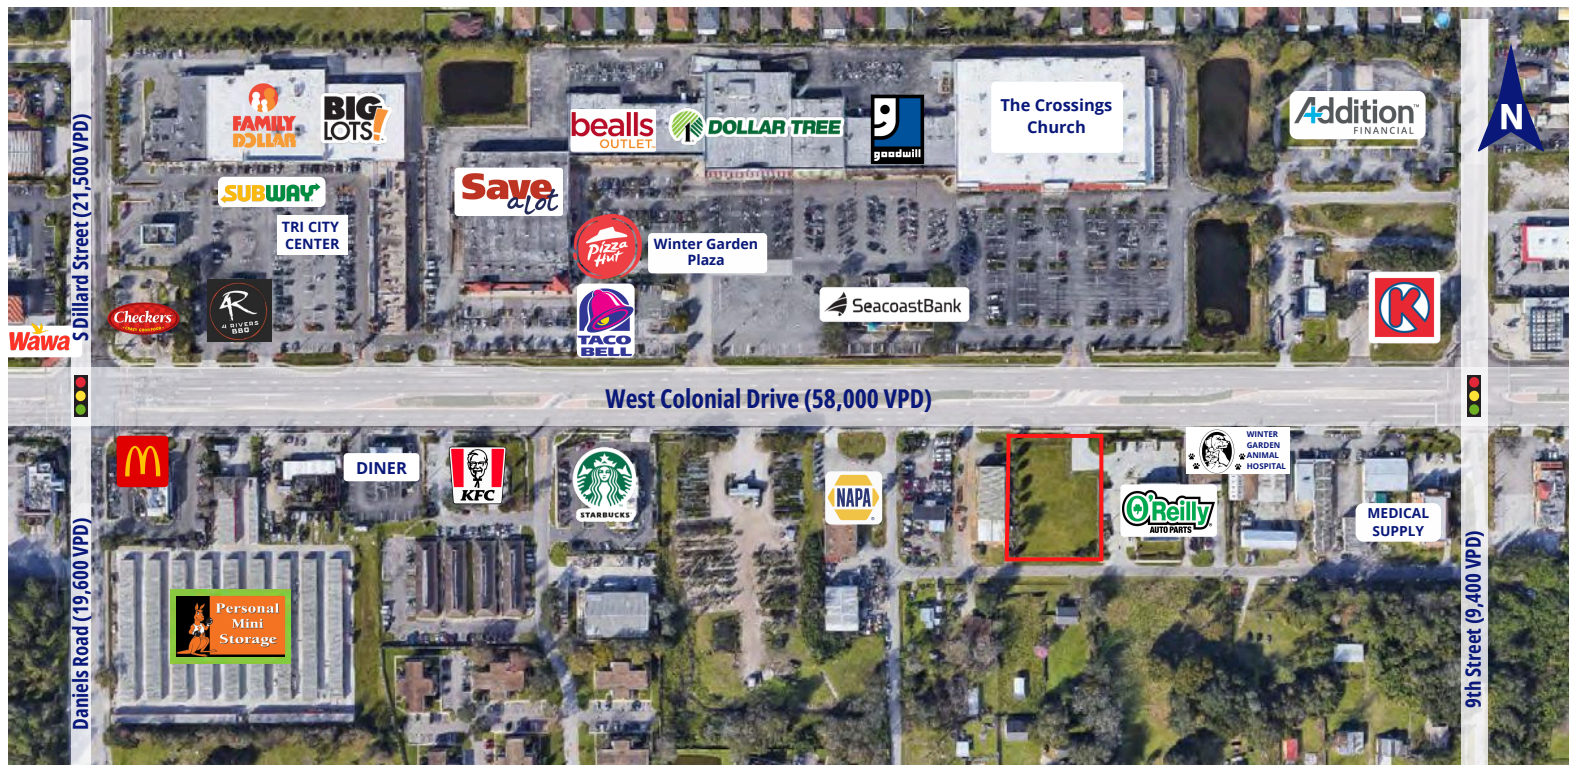 FAMILY
DOLLAR
BIG
LOTS!
bealls
OUTLET
DOLLAR TREE
goodwill
The Crossings
Church
Addition™
FINANCIAL
N
SUBWAY
Save
a lot
TRI CITY
CENTER
Pizza
Hut
Winter Garden
Plaza
S Dillard Street (21,500 VPD)
Wawa
Checkers
4R
4 RIVERS
BBQ
TACO
BELL
SeacoastBank
K
West Colonial Drive (58,000 VPD)
M
DINER
KFC
STARBUCKS
NAPA
O'Reilly
AUTO PARTS
WINTER
GARDEN
ANIMAL
HOSPITAL
MEDICAL
SUPPLY
Daniels Road (19,600 VPD)
Personal
Mini
Storage
9th Street (9,400 VPD)